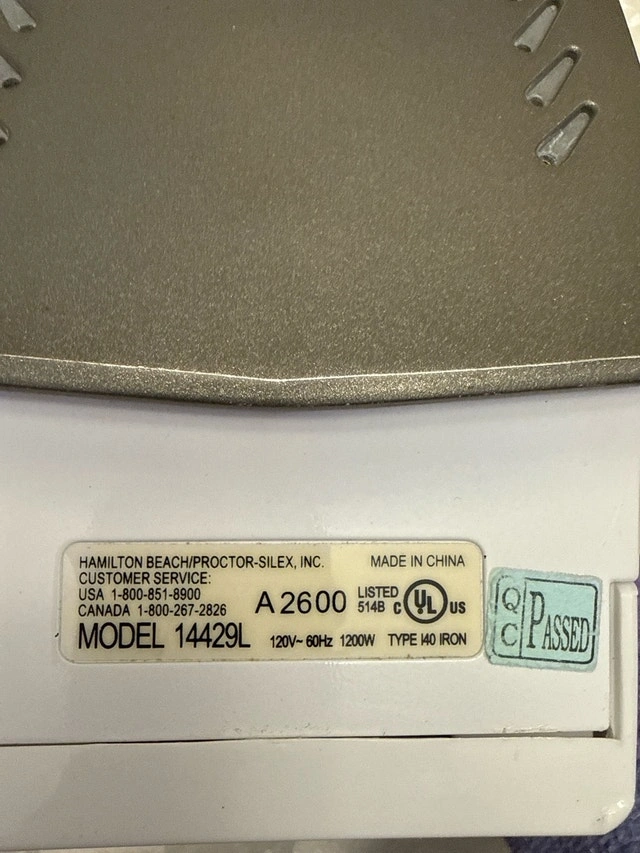 HAMILTON BEACH/PROCTOR-SILEX, INC. MADE IN CHINA
CUSTOMER SERVICE:
USA 1-800-851-8900
CANADA 1-800-267-2826
A2600
LISTED
514B
C UL US
MODEL 14429L 120V~ 60Hz 1200W TYPE I40 IRON
QC PASSED